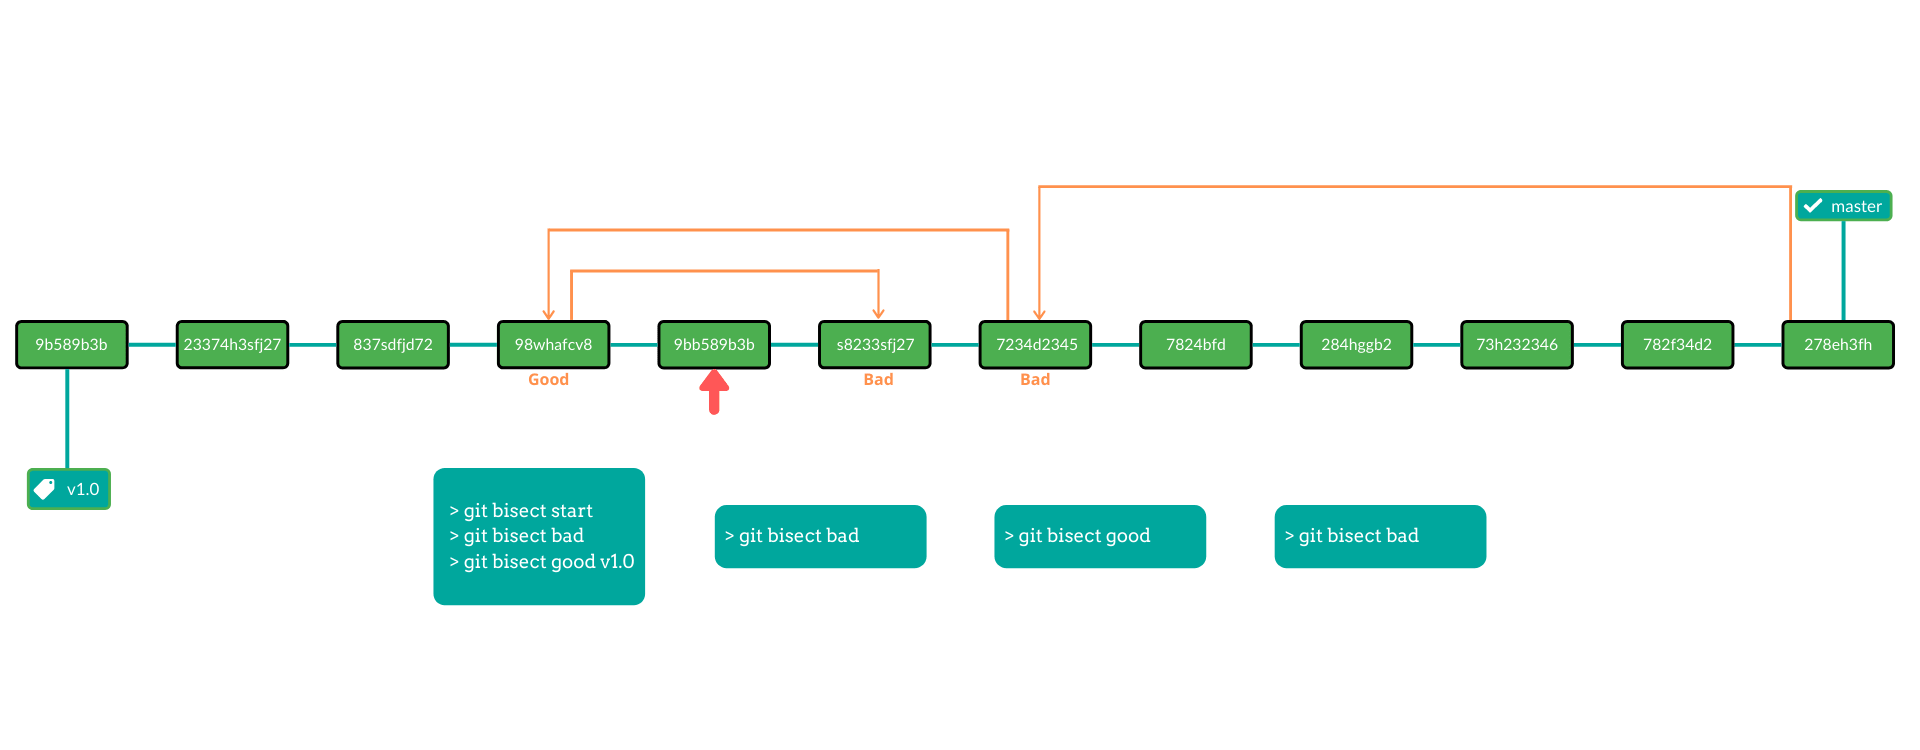 master
9b589b3b
23374h3sfj27
837sdfjd72
98whafcv8
9bb589b3b
s8233sfj27
7234d2345
7824bfd
284hggb2
73h232346
782f34d2
278eh3fh
Good
Bad
Bad
v1.0
> git bisect start
> git bisect bad
> git bisect good v1.0
> git bisect bad
> git bisect good
> git bisect bad